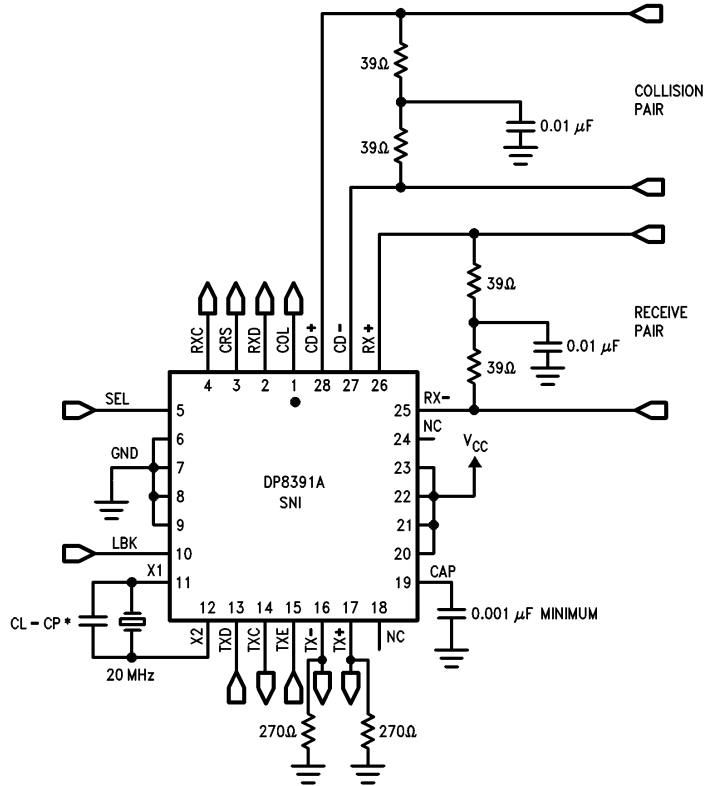 39Ω
COLLISION
PAIR
0.01 μF
39Ω
39Ω
RECEIVE
PAIR
0.01 μF
39Ω
RXC
CRS
RXD
COL
CD+
CD-
RX+
4 3 2 1 28 27 26
SEL
5
25
RX-
6
24
NC
GND
7
23
VCC
8
22
DP8391A
SNI
9
21
LBK
10
20
X1
11
19
CAP
12 13 14 15 16 17 18
0.001 μF MINIMUM
CL-CP*
X2
TXD
TXC
TXE
TX-
TX+
NC
20 MHz
270Ω
270Ω